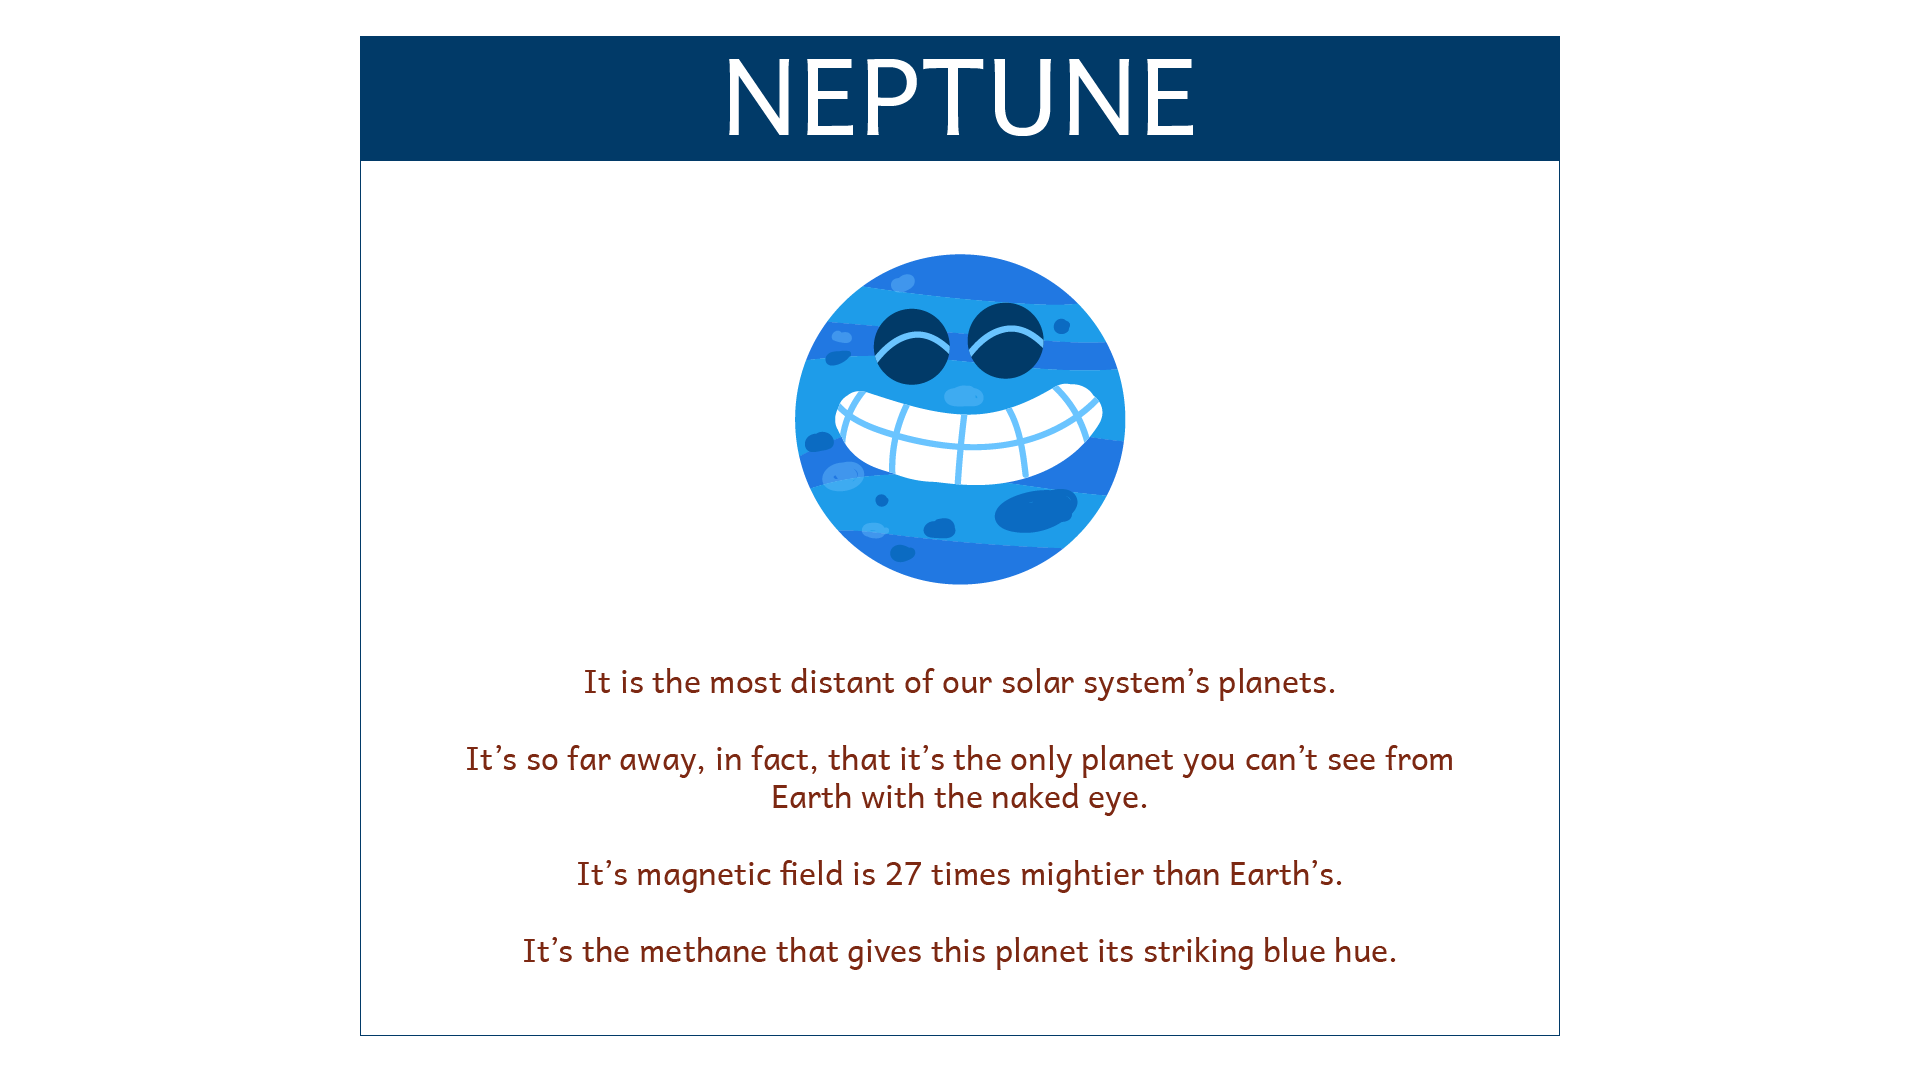 NEPTUNE
It is the most distant of our solar system’s planets.
It’s so far away, in fact, that it’s the only planet you can’t see from
Earth with the naked eye.
It’s magnetic field is 27 times mightier than Earth’s.
It’s the methane that gives this planet its striking blue hue.